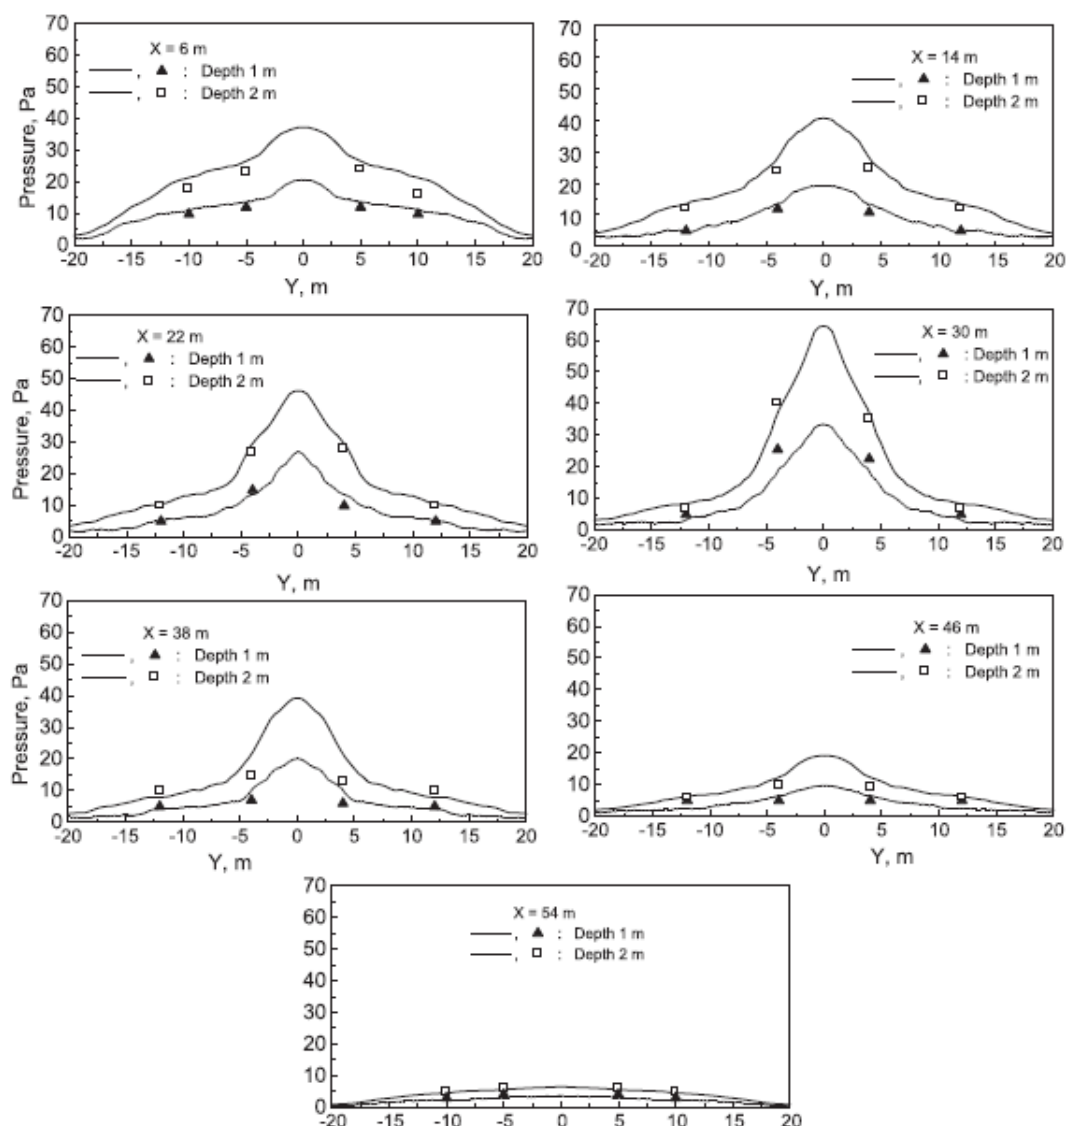 70
60
50
40
30
20
10
0
Pressure, Pa
X = 6 m
, ▲ : Depth 1 m
, □ : Depth 2 m
-20 -15 -10 -5 0 5 10 15 20
Y, m
70
60
50
40
30
20
10
0
X = 14 m
, ▲ : Depth 1 m
, □ : Depth 2 m
-20 -15 -10 -5 0 5 10 15 20
Y, m
70
60
50
40
30
20
10
0
Pressure, Pa
X = 22 m
, ▲ : Depth 1 m
, □ : Depth 2 m
-20 -15 -10 -5 0 5 10 15 20
Y, m
70
60
50
40
30
20
10
0
X = 30 m
, ▲ : Depth 1 m
, □ : Depth 2 m
-20 -15 -10 -5 0 5 10 15 20
Y, m
70
60
50
40
30
20
10
0
Pressure, Pa
X = 38 m
, ▲ : Depth 1 m
, □ : Depth 2 m
-20 -15 -10 -5 0 5 10 15 20
Y, m
70
60
50
40
30
20
10
0
X = 46 m
, ▲ : Depth 1 m
, □ : Depth 2 m
-20 -15 -10 -5 0 5 10 15 20
Y, m
70
60
50
40
30
20
10
0
X = 54 m
, ▲ : Depth 1 m
, □ : Depth 2 m
-20 -15 -10 -5 0 5 10 15 20